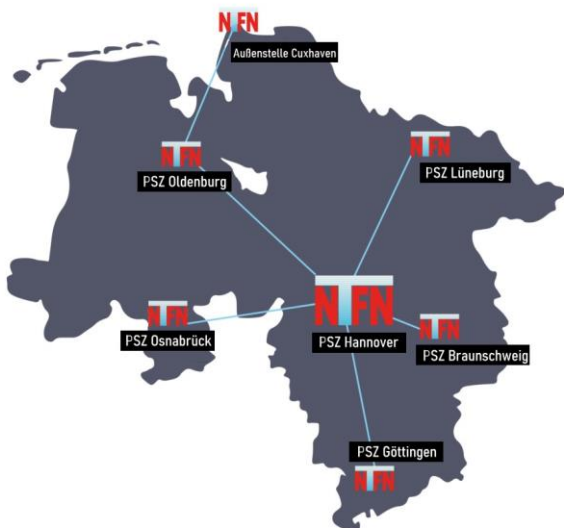 NTFN
Außenstelle Cuxhaven
NTFN
PSZ Oldenburg
NTFN
PSZ Lüneburg
NTFN
PSZ Hannover
NTFN
PSZ Osnabrück
NTFN
PSZ Braunschweig
PSZ Göttingen
NTFN